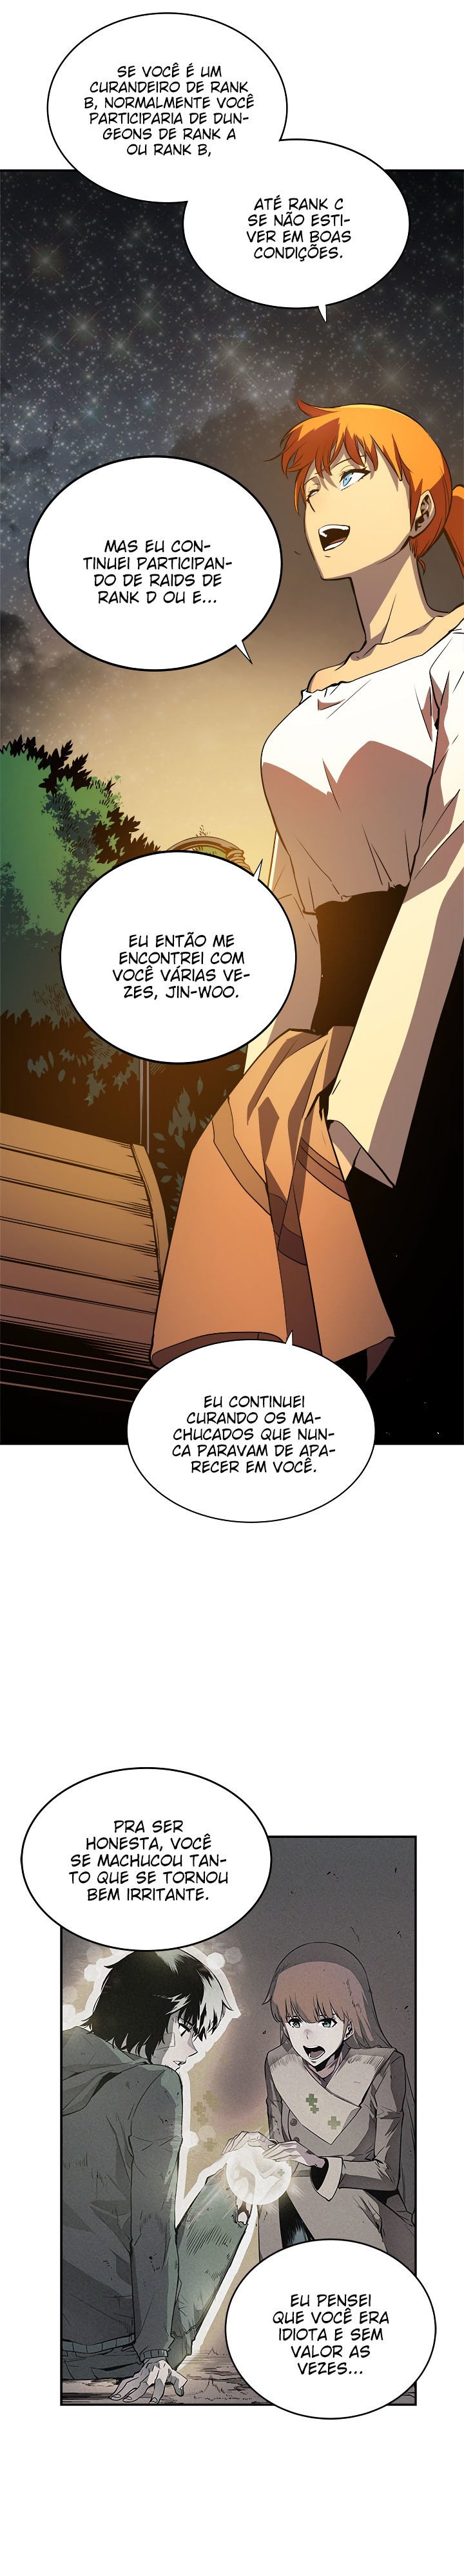 SE VOCÊ É UM
CURANDEIRO DE RANK
B, NORMALMENTE VOCÊ
PARTICIPARIA DE DUN-
GEONS DE RANK A
OU RANK B,
ATÉ RANK C
SE NÃO ESTI-
VER EM BOAS
CONDIÇÕES.
MAS EU CON-
TINUEI PARTICIPAN-
DO DE RAIDS DE
RANK D OU E...
EU ENTÃO ME
ENCONTREI COM
VOCÊ VÁRIAS VE-
ZES, JIN-WOO.
EU CONTINUEI
CURANDO OS MA-
CHUCADOS QUE NUN-
CA PARAVAM DE APA-
RECER EM VOCÊ.
PRA SER
HONESTA, VOCÊ
SE MACHUCOU TAN-
TO QUE SE TORNOU
BEM IRRITANTE.
EU PENSEI
QUE VOCÊ ERA
IDIOTA E SEM
VALOR AS
VEZES...